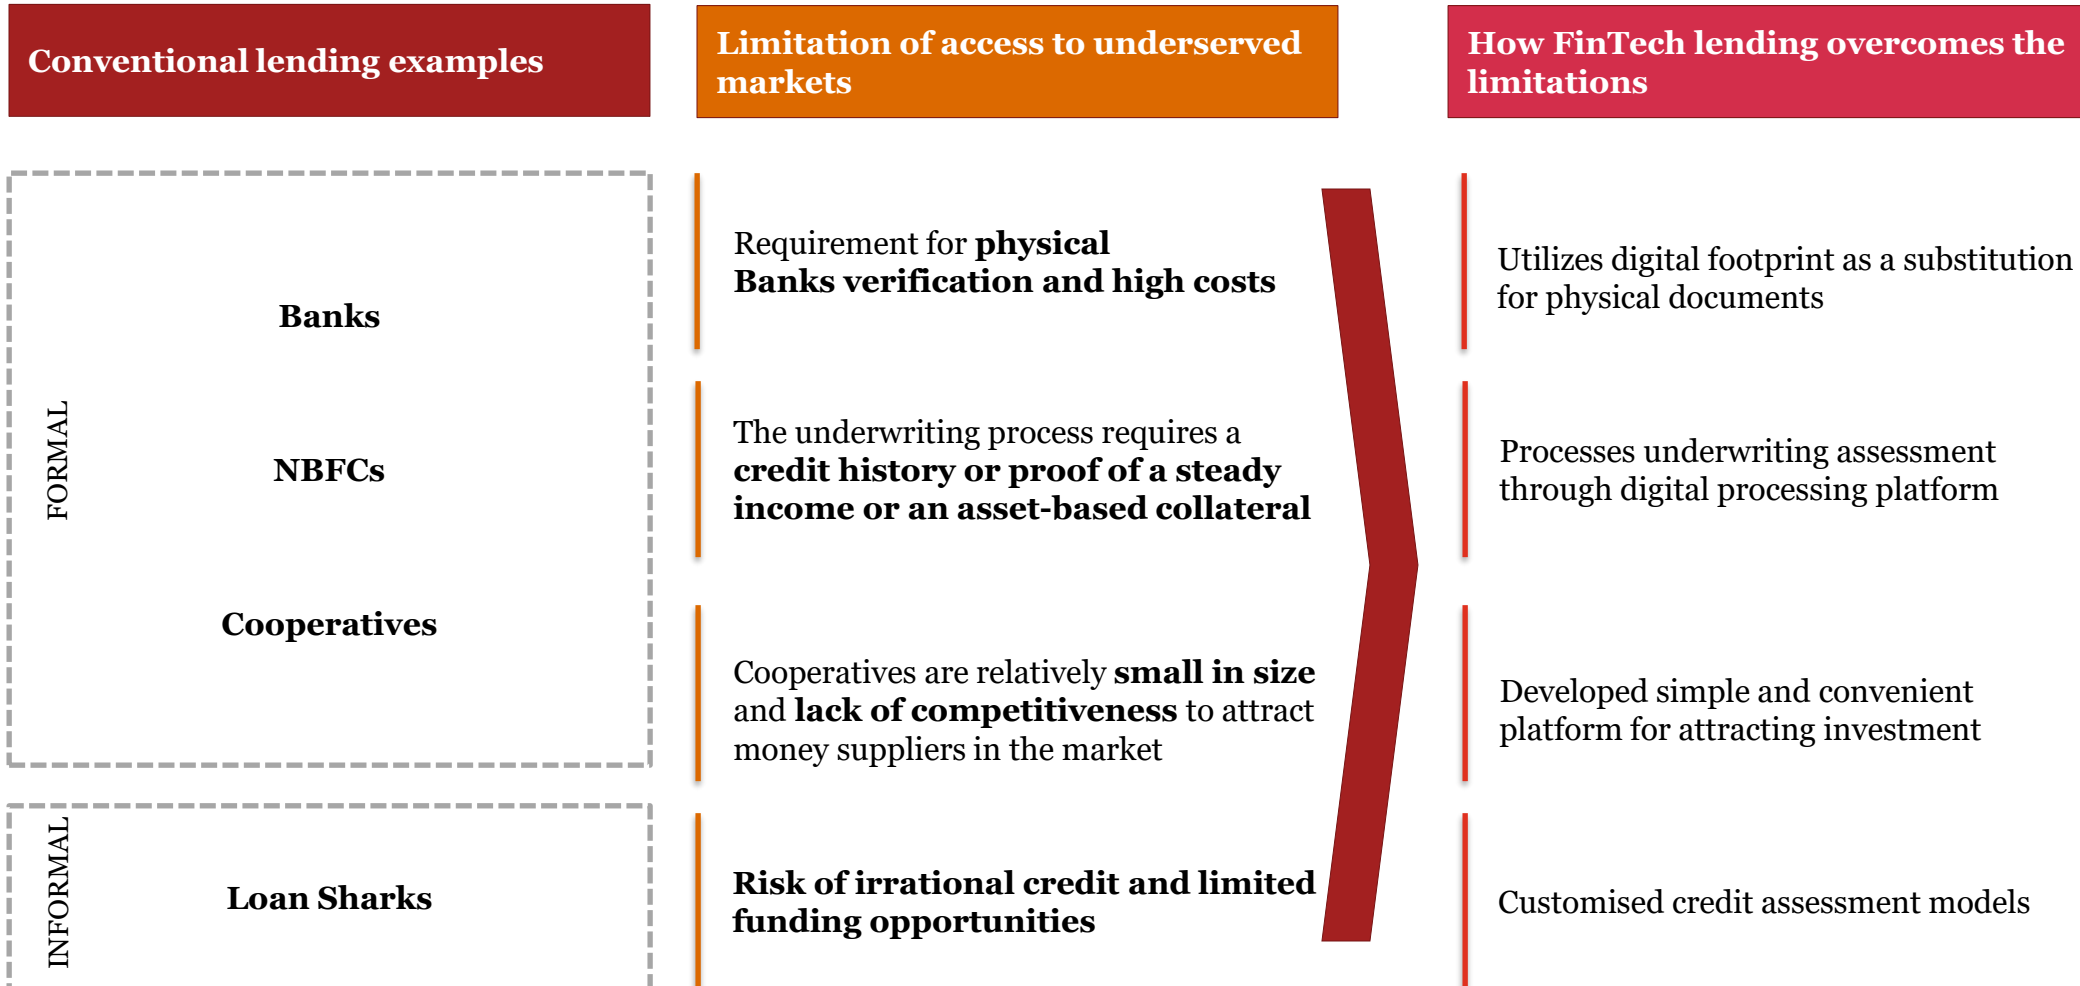 Conventional lending examples
Limitation of access to underserved
markets
How FinTech lending overcomes the
limitations
FORMAL
Banks
NBFCs
Cooperatives
Requirement for physical
Banks verification and high costs
Utilizes digital footprint as a substitution
for physical documents
The underwriting process requires a
credit history or proof of a steady
income or an asset-based collateral
Processes underwriting assessment
through digital processing platform
Cooperatives are relatively small in size
and lack of competitiveness to attract
money suppliers in the market
Developed simple and convenient
platform for attracting investment
INFORMAL
Loan Sharks
Risk of irrational credit and limited
funding opportunities
Customised credit assessment models